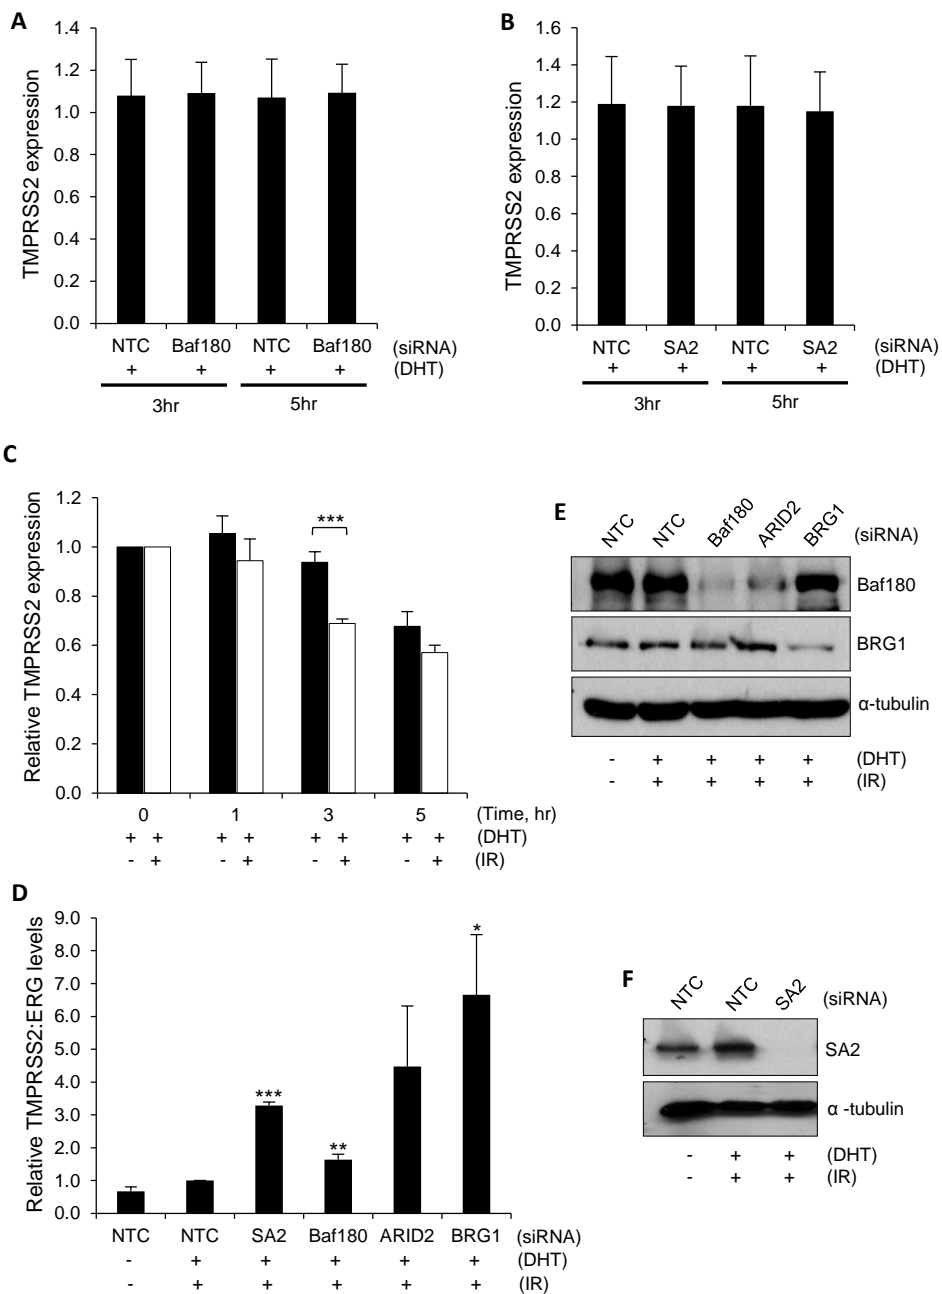 A
TMPRSS2 expression
1.4
1.2
1.0
0.8
0.6
0.4
0.2
0.0
NTC Baf180 NTC Baf180 (siRNA)
+ + + + (DHT)
3hr 5hr
B
TMPRSS2 expression
1.6
1.4
1.2
1.0
0.8
0.6
0.4
0.2
0.0
NTC SA2 NTC SA2 (siRNA)
+ + + + (DHT)
3hr 5hr
C
Relative TMPRSS2 expression
1.2
1.0
0.8
0.6
0.4
0.2
0.0
***
0 1 3 5 (Time, hr)
+ + + + + + + + (DHT)
- + - + - + - + (IR)
E
NTC NTC Baf180 ARID2 BRG1 (siRNA)
Baf180
BRG1
α-tubulin
- + + + + (DHT)
- + + + + (IR)
D
Relative TMPRSS2:ERG levels
9.0
8.0
7.0
6.0
5.0
4.0
3.0
2.0
1.0
0.0
***
**
*
NTC NTC SA2 Baf180 ARID2 BRG1 (siRNA)
- + + + + + (DHT)
- + + + + + (IR)
F
NTC NTC SA2 (siRNA)
SA2
α -tubulin
- + + (DHT)
- + + (IR)